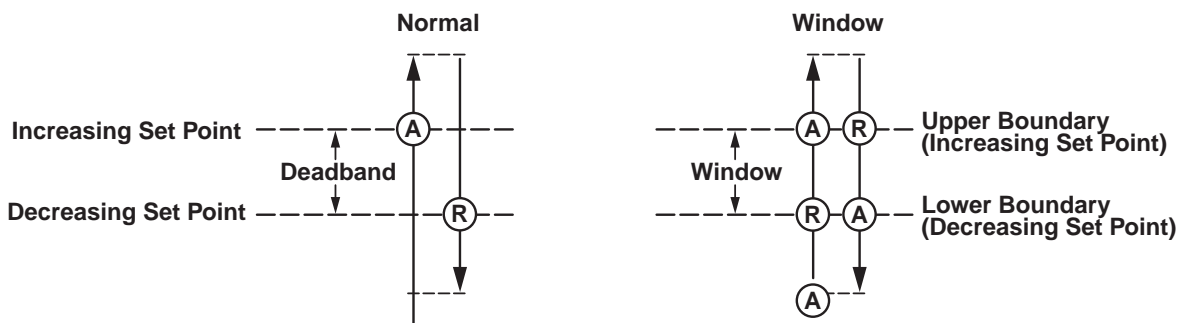 Normal
Window
Increasing Set Point
A
A
R
Upper Boundary
(Increasing Set Point)
Deadband
Window
Decreasing Set Point
R
R
A
Lower Boundary
(Decreasing Set Point)
A